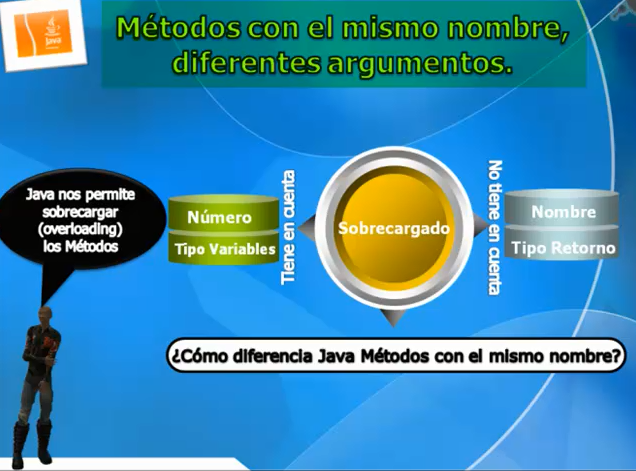 Java
Métodos con el mismo nombre,
diferentes argumentos.
Java nos permite
sobrecargar
(overloading)
los Métodos
Número
Tipo Variables
Tiene en cuenta
Sobrecargado
No tiene en cuenta
Nombre
Tipo Retorno
¿Cómo diferencia Java Métodos con el mismo nombre?